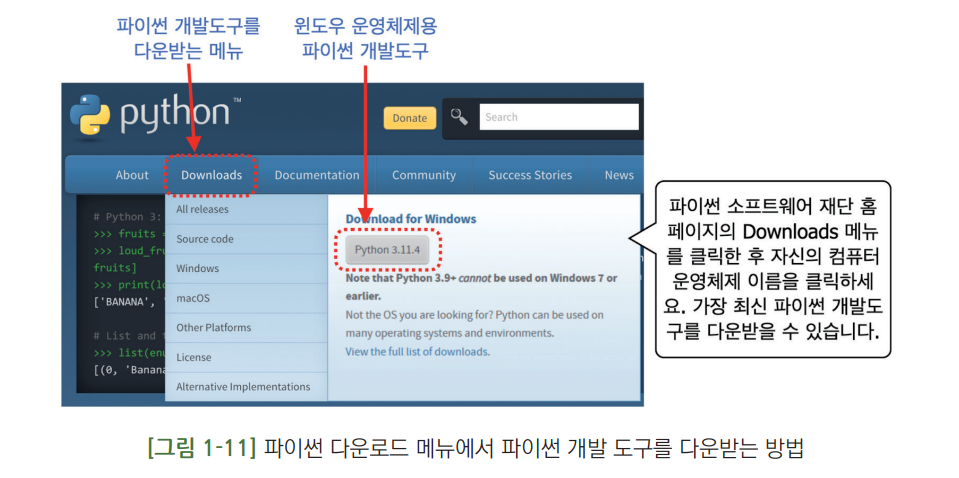 파이썬 개발도구를
다운받는 메뉴
윈도우 운영체제용
파이썬 개발도구
python™
Donate
Search
About Downloads Documentation Community Success Stories News
# Python 3:
>>> fruits =
>>> loud_fru
fruits]
>>> print(lo
['BANANA', '
# List and t
>>> list(enu
[(0, 'Banana
All releases
Source code
Windows
macOS
Other Platforms
License
Alternative Implementations
Download for Windows
Python 3.11.4
Note that Python 3.9+ cannot be used on Windows 7 or
earlier.
Not the OS you are looking for? Python can be used on
many operating systems and environments.
View the full list of downloads.
파이썬 소프트웨어 재단 홈
페이지의 Downloads 메뉴
를 클릭한 후 자신의 컴퓨터
운영체제 이름을 클릭하세
요. 가장 최신 파이썬 개발도
구를 다운받을 수 있습니다.
[그림 1-11] 파이썬 다운로드 메뉴에서 파이썬 개발 도구를 다운받는 방법